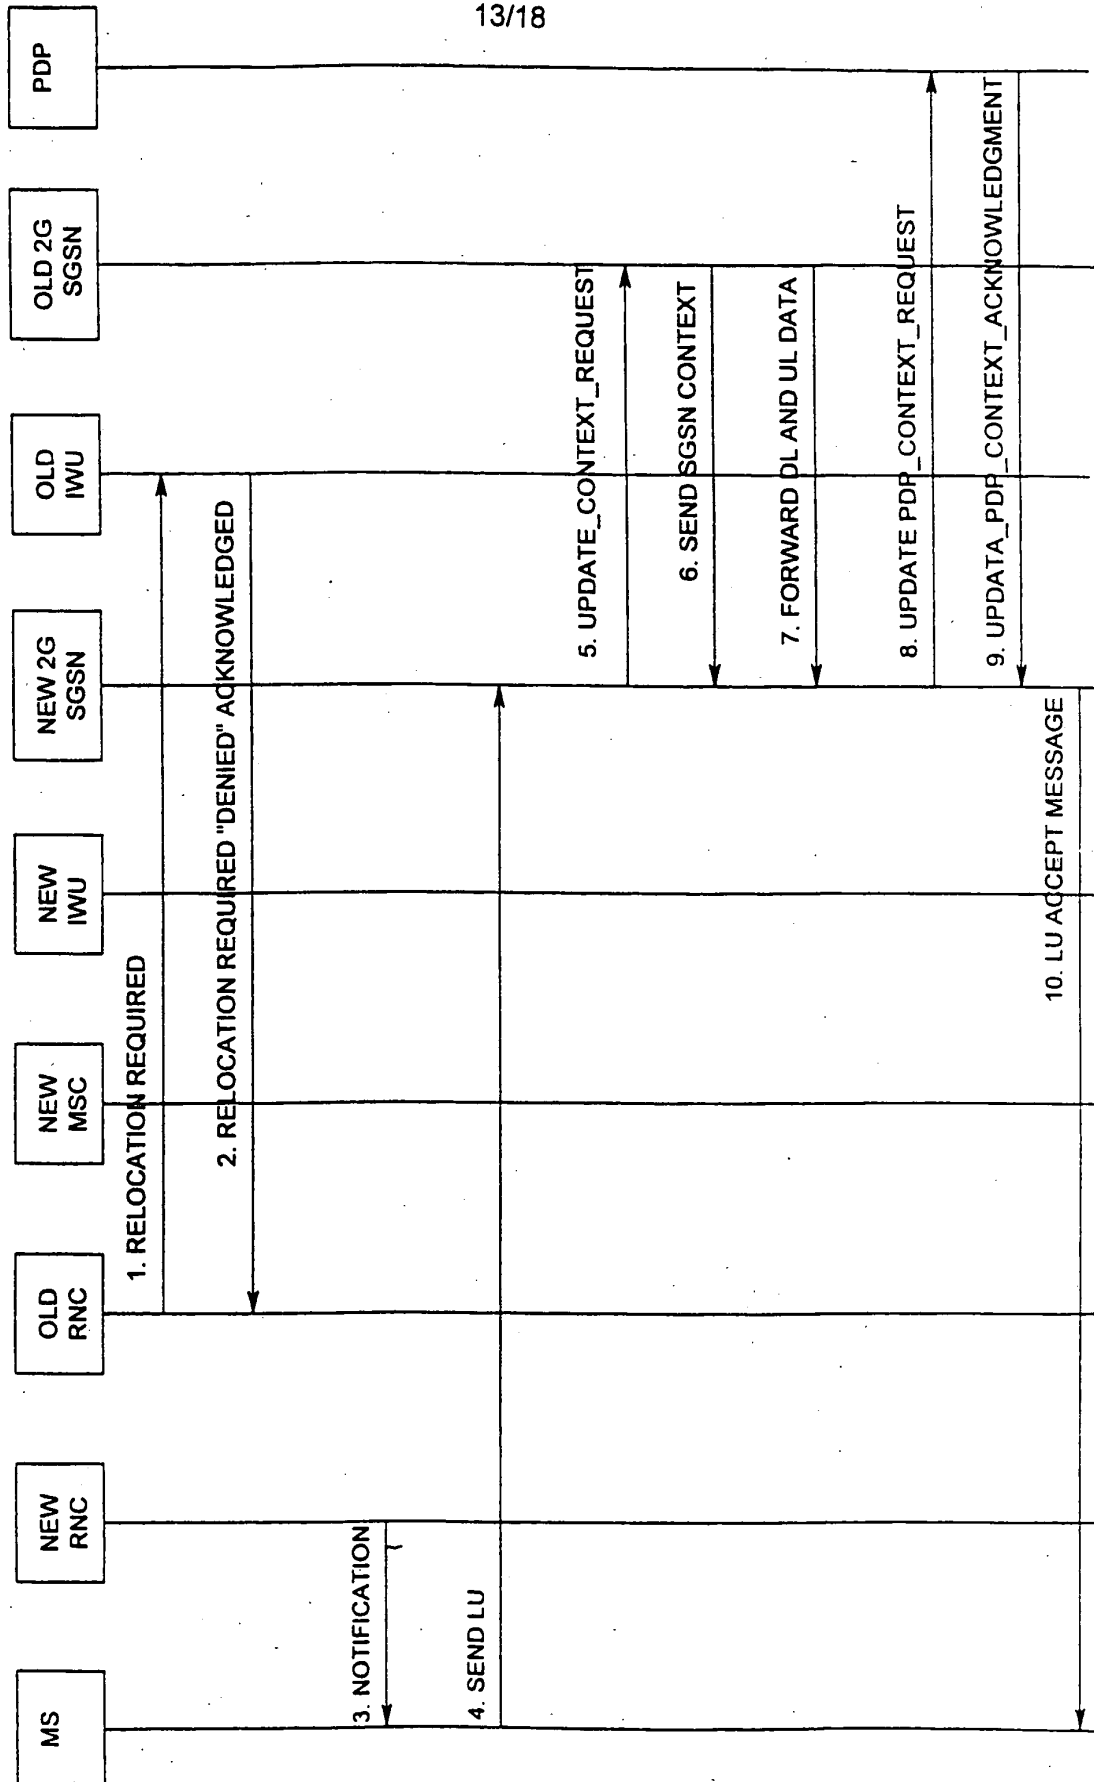 13/18
MS
NEW
RNC
OLD
RNC
NEW
MSC
NEW
IWU
NEW 2G
SGSN
OLD
IWU
OLD 2G
SGSN
PDP
1. RELOCATION REQUIRED
2. RELOCATION REQUIRED "DENIED" ACKNOWLEDGED
3. NOTIFICATION
4. SEND LU
5. UPDATE_CONTEXT_REQUEST
6. SEND SGSN CONTEXT
7. FORWARD DL AND UL DATA
8. UPDATE PDP_CONTEXT_REQUEST
9. UPDATA_PDP_CONTEXT_ACKNOWLEDGMENT
10. LU ACCEPT MESSAGE